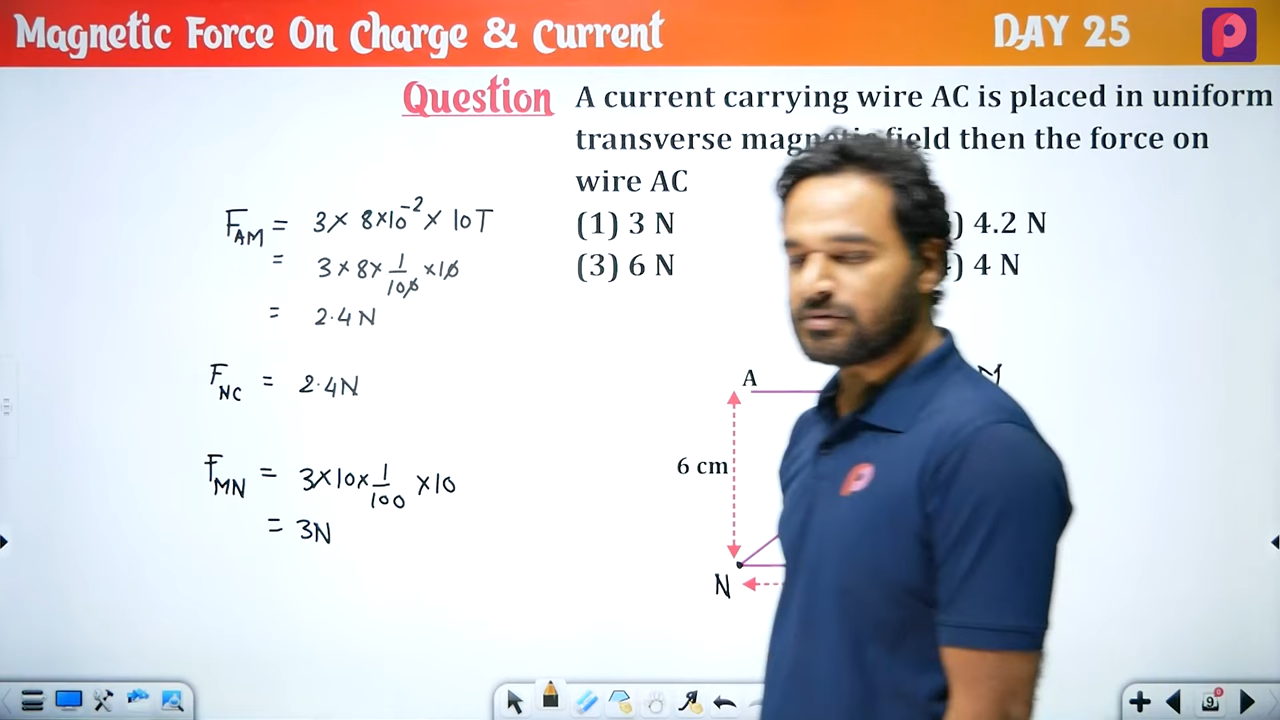 Magnetic Force On Charge & Current
DAY 25
Question
A current carrying wire AC is placed in uniform
transverse field then the force on
wire AC
(1) 3 N
) 4.2 N
(3) 6 N
) 4 N
F_AM = 3 × 8×10⁻² × 10T
= 3 × 8 × 1/100 × 10
= 2.4 N
F_NC = 2.4N
F_MN = 3×10× 1/100 ×10
= 3N
A
M
6 cm
N
9